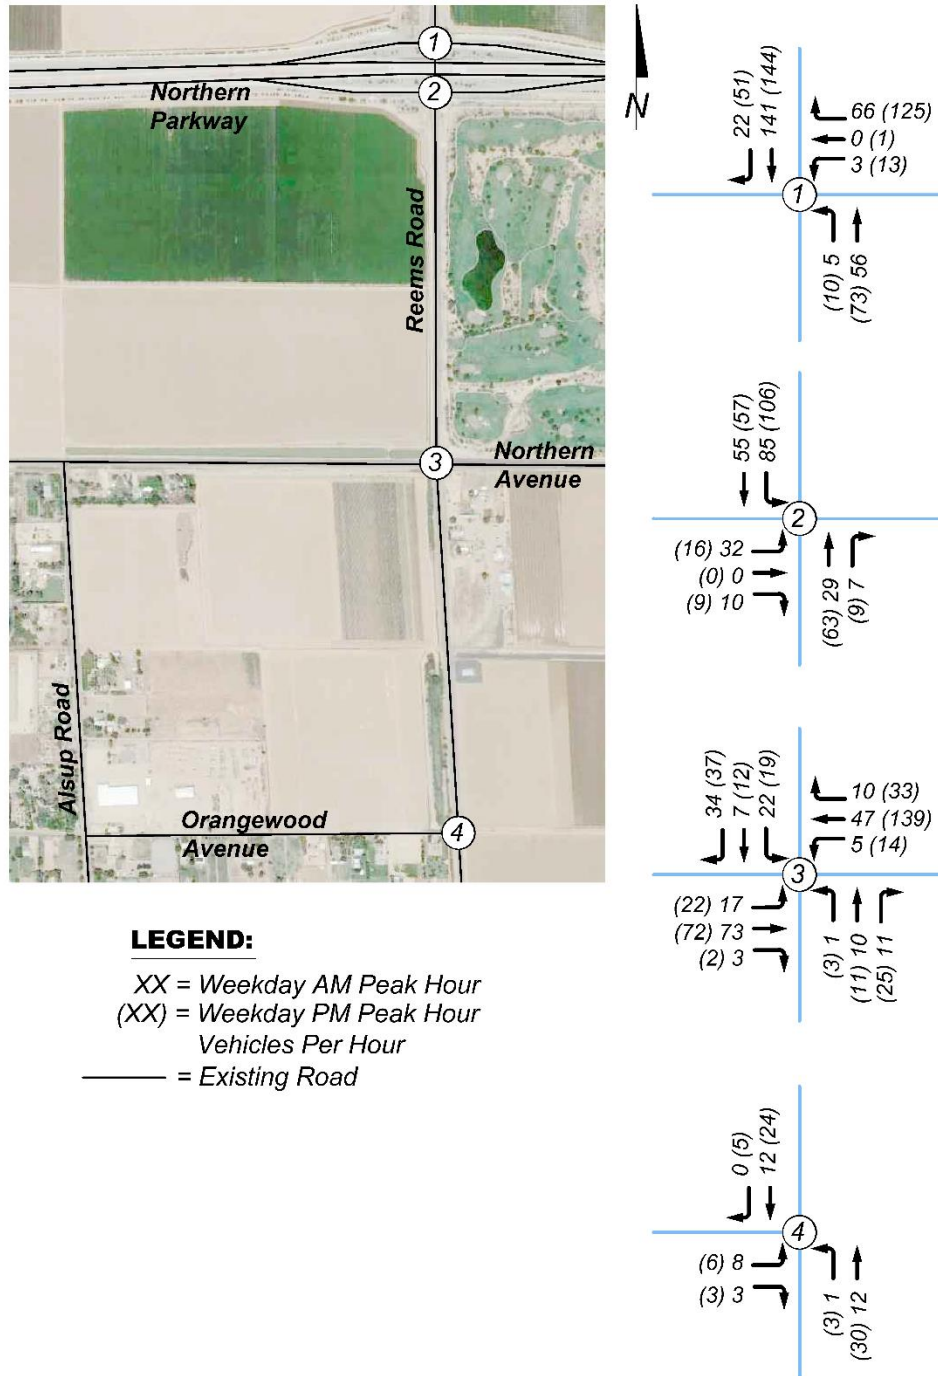 1
2
Northern
Parkway
Reems Road
3
Northern
Avenue
Alsup Road
Orangewood
Avenue
4
LEGEND:
XX = Weekday AM Peak Hour
(XX) = Weekday PM Peak Hour
Vehicles Per Hour
= Existing Road
N
22 (51)
141 (144)
66 (125)
0 (1)
3 (13)
1
(10) 5
(73) 56
55 (57)
85 (106)
2
(16) 32
(0) 0
(9) 10
(63) 29
(9) 7
34 (37)
7 (12)
22 (19)
10 (33)
47 (139)
5 (14)
3
(22) 17
(72) 73
(2) 3
(3) 1
(11) 10
(25) 11
0 (5)
12 (24)
4
(6) 8
(3) 3
(3) 1
(30) 12